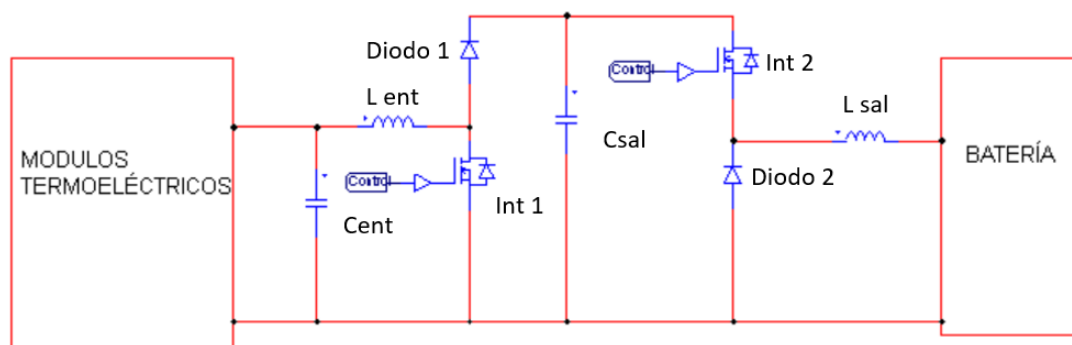 Diodo 1
Control
Int 2
L ent
L sal
Csal
MODULOS
TERMOELÉCTRICOS
BATERÍA
Control
Diodo 2
Int 1
Cent